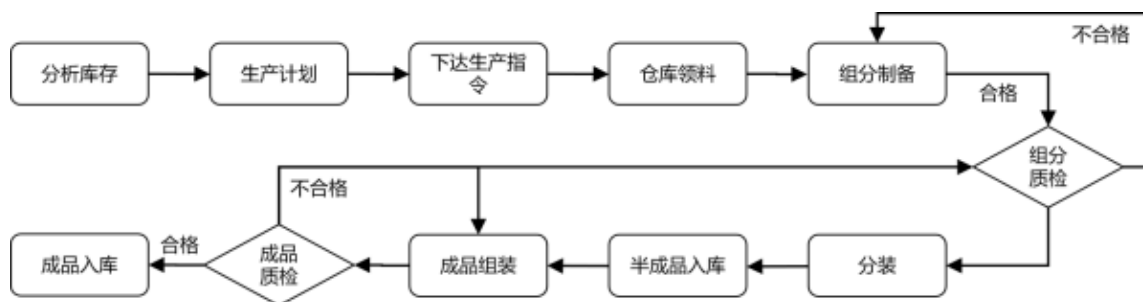 不合格
分析库存
生产计划
下达生产指
令
仓库领料
组分制备
合格
组分
质检
不合格
成品入库
合格
成品
质检
成品组装
半成品入库
分装